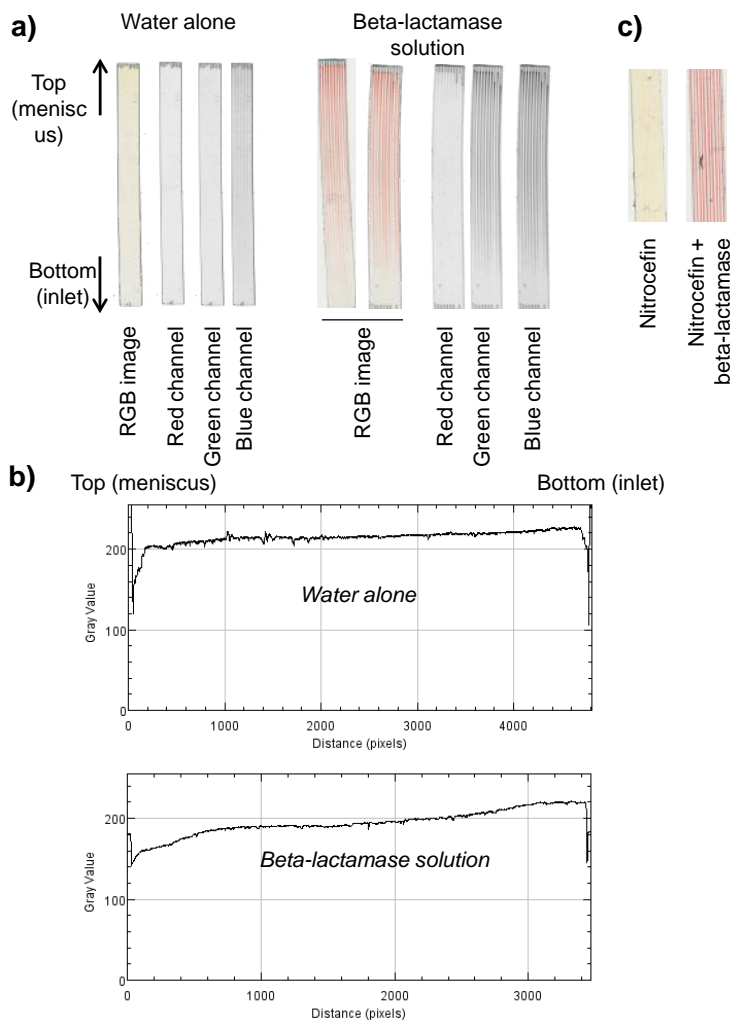 a)
Water alone
Beta-lactamase
solution
c)
Top
(menisc
us)
Bottom
(inlet)
RGB image
Red channel
Green channel
Blue channel
RGB image
Red channel
Green channel
Blue channel
Nitrocefin
Nitrocefin +
beta-lactamase
b)
Top (meniscus)
Bottom (inlet)
200
100
0
Gray Value
Water alone
0 1000 2000 3000 4000
Distance (pixels)
200
100
0
Gray Value
Beta-lactamase solution
0 1000 2000 3000
Distance (pixels)